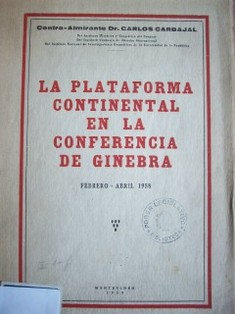 Contra-Almirante Dr. CARLOS CARBAJAL
LA PLATAFORMA
CONTINENTAL
EN LA
CONFERENCIA
DE GINEBRA
FEBRERO - ABRIL 1958
MONTEVIDEO